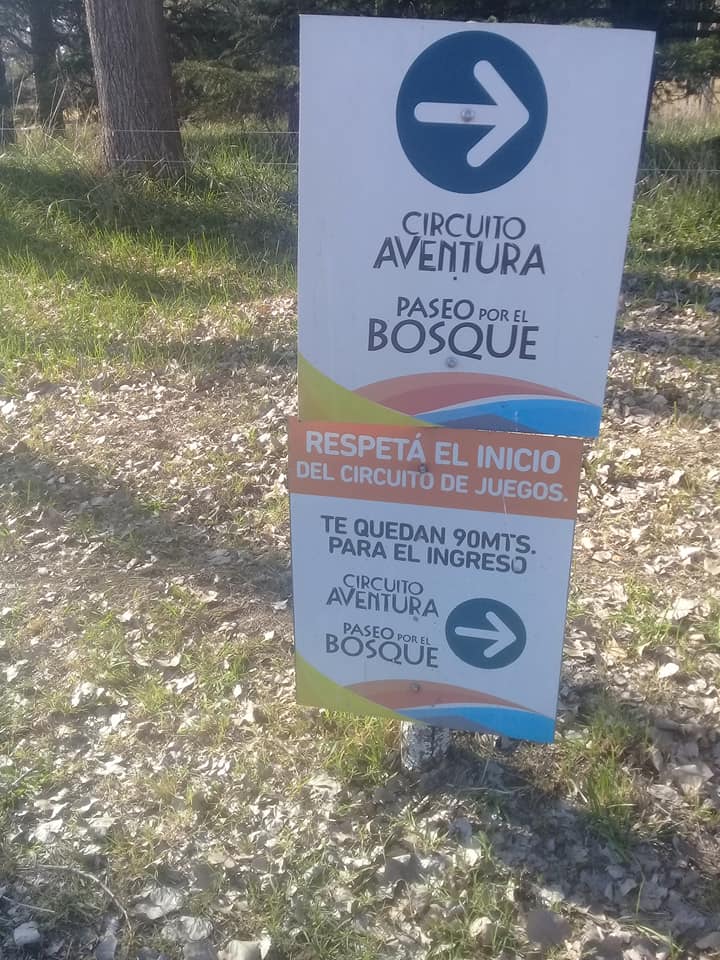 CIRCUITO
AVENTURA
PASEO POR EL
BOSQUE
RESPETÁ EL INICIO
DEL CIRCUITO DE JUEGOS.
TE QUEDAN 90MTS.
PARA EL INGRESO
CIRCUITO
AVENTURA
PASEO POR EL
BOSQUE